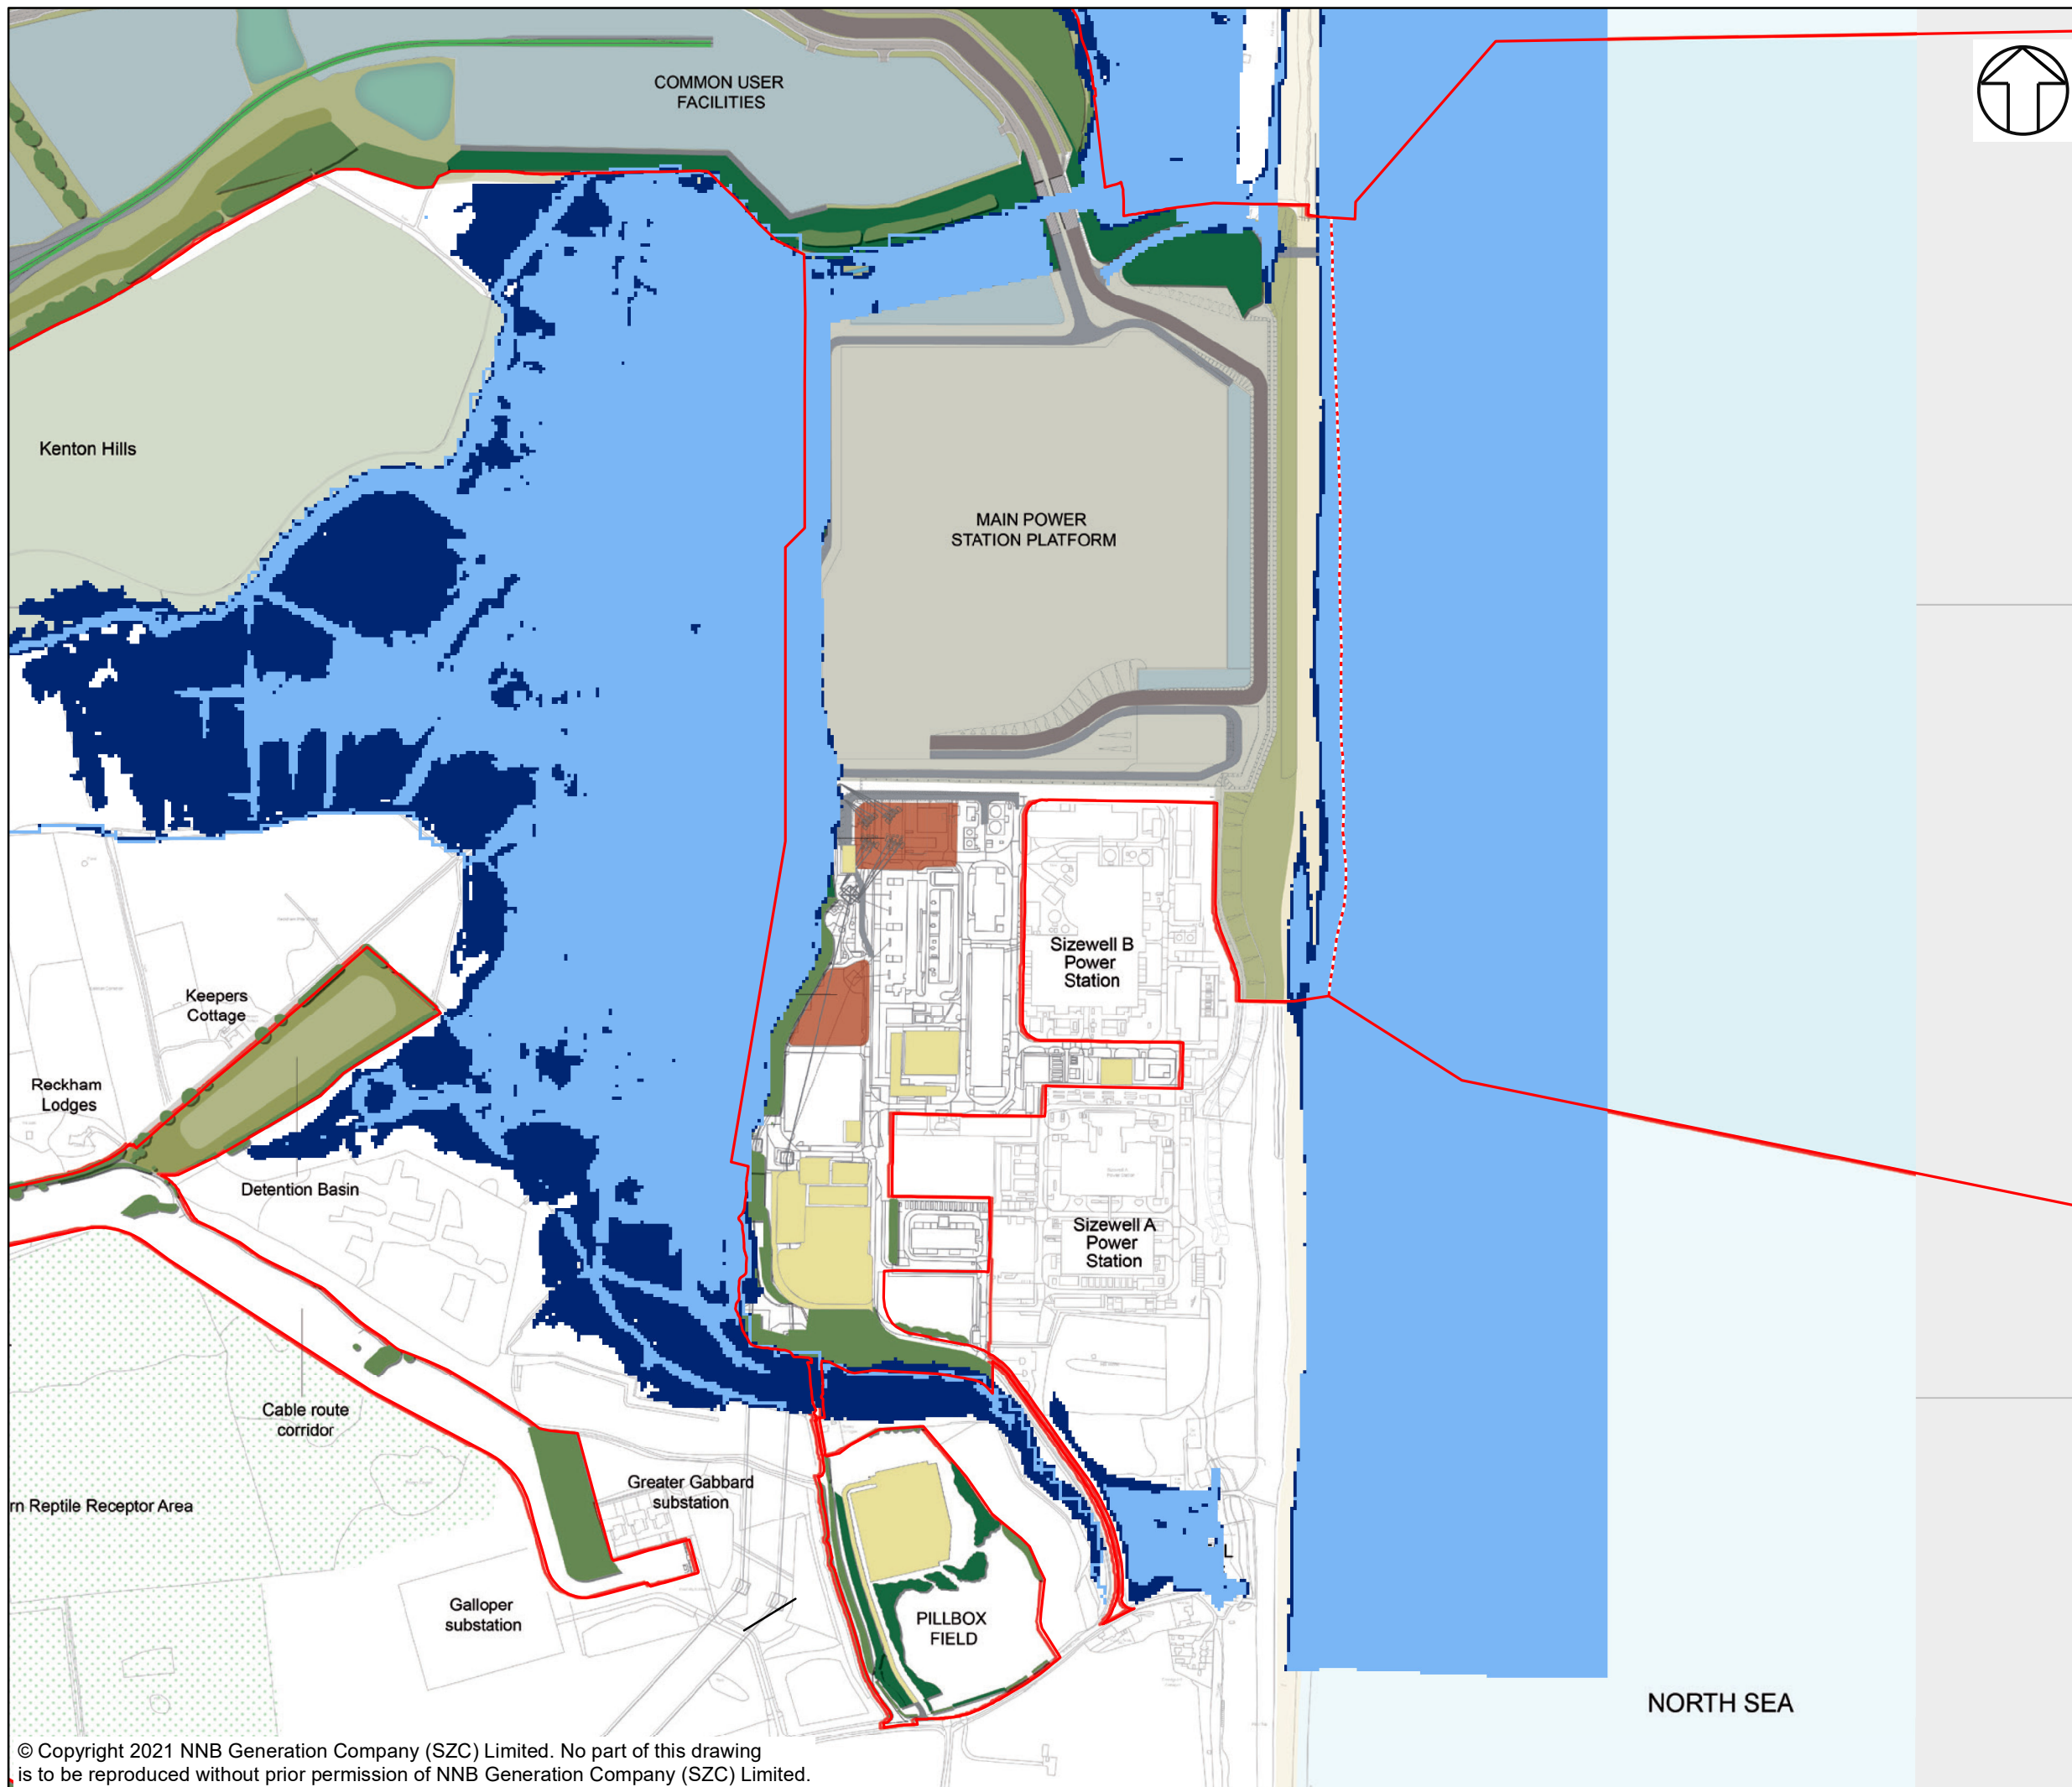 COMMON USER
FACILITIES
Kenton Hills
MAIN POWER
STATION PLATFORM
Sizewell B
Power
Station
Keepers
Cottage
Reckham
Lodges
Detention Basin
Sizewell A
Power
Station
Cable route
corridor
Greater Gabbard
substation
rn Reptile Receptor Area
L
Galloper
substation
PILLBOX
FIELD
NORTH SEA
© Copyright 2021 NNB Generation Company (SZC) Limited. No part of this drawing
is to be reproduced without prior permission of NNB Generation Company (SZC) Limited.